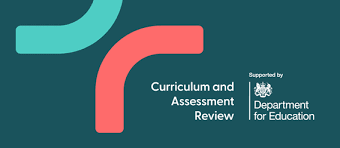 Curriculum and
Assessment
Review
Supported by
Department
for Education